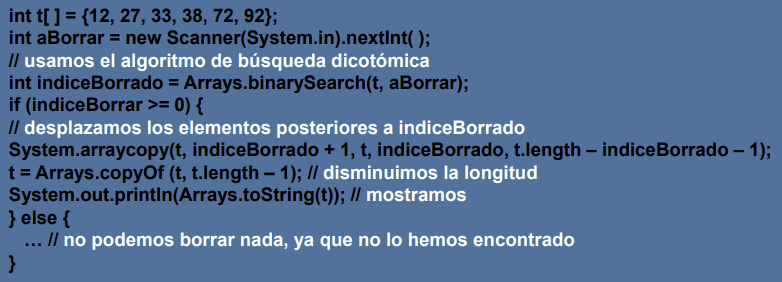 int t[ ] = {12, 27, 33, 38, 72, 92};
int aBorrar = new Scanner(System.in).nextInt( );
// usamos el algoritmo de búsqueda dicotómica
int indiceBorrado = Arrays.binarySearch(t, aBorrar);
if (indiceBorrar >= 0) {
// desplazamos los elementos posteriores a indiceBorrado
System.arraycopy(t, indiceBorrado + 1, t, indiceBorrado, t.length – indiceBorrado – 1);
t = Arrays.copyOf (t, t.length – 1); // disminuimos la longitud
System.out.println(Arrays.toString(t)); // mostramos
} else {
… // no podemos borrar nada, ya que no lo hemos encontrado
}